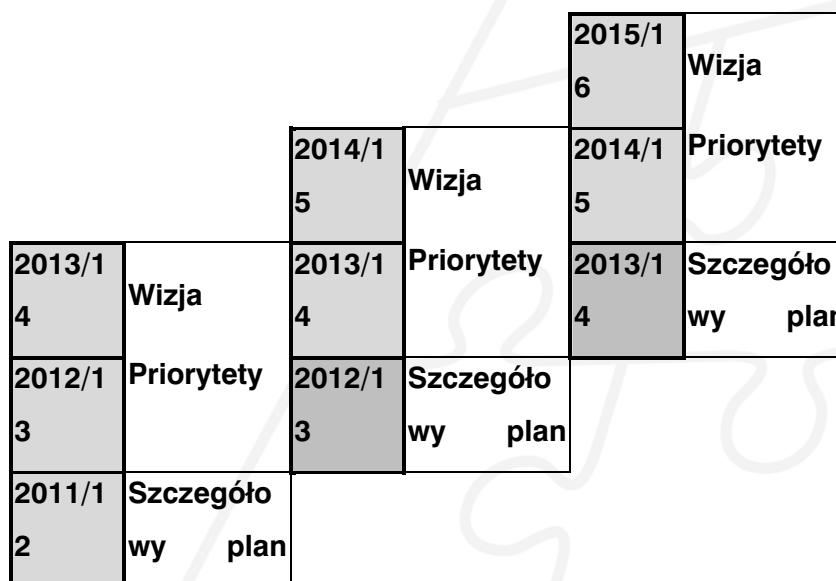 2015/1
6
Wizja
Priorytety
2014/1
5
2013/1
4
Szczegóło
wy plan
2014/1
5
Wizja
Priorytety
2013/1
4
2012/1
3
Szczegóło
wy plan
2013/1
4
Wizja
Priorytety
2012/1
3
2011/1
2
Szczegóło
wy plan